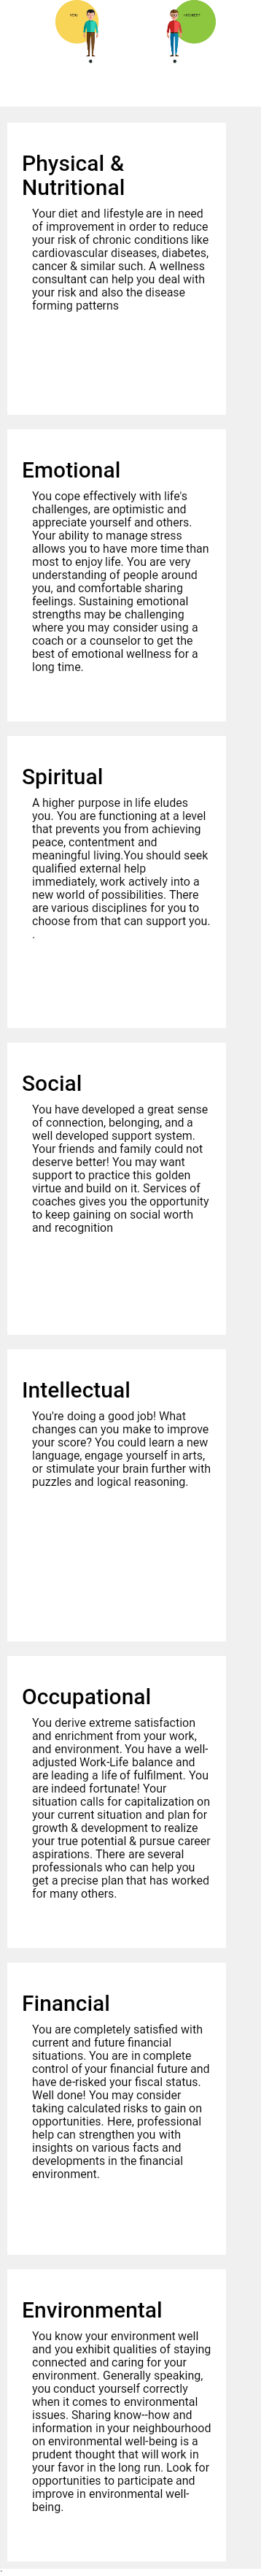 YOU
Physical &
Nutritional
Your diet and lifestyle are in need
of improvement in order to reduce
your risk of chronic conditions like
cardiovascular diseases, diabetes,
cancer & similar such. A wellness
consultant can help you deal with
your risk and also the disease
forming patterns
Emotional
You cope effectively with life's
challenges, are optimistic and
appreciate yourself and others.
Your ability to manage stress
allows you to have more time than
most to enjoy life. You are very
understanding of people around
you, and comfortable sharing
feelings. Sustaining emotional
strengths may be challenging
where you may consider using a
coach or a counselor to get the
best of emotional wellness for a
long time.
Spiritual
A higher purpose in life eludes
you. You are functioning at a level
that prevents you from achieving
peace, contentment and
meaningful living.You should seek
qualified external help
immediately, work actively into a
new world of possibilities. There
are various disciplines for you to
choose from that can support you.
.
Social
You have developed a great sense
of connection, belonging, and a
well developed support system.
Your friends and family could not
deserve better! You may want
support to practice this golden
virtue and build on it. Services of
coaches gives you the opportunity
to keep gaining on social worth
and recognition
Intellectual
You're doing a good job! What
changes can you make to improve
your score? You could learn a new
language, engage yourself in arts,
or stimulate your brain further with
puzzles and logical reasoning.
Occupational
You derive extreme satisfaction
and enrichment from your work,
and environment. You have a well-
adjusted Work-Life balance and
are leading a life of fulfilment. You
are indeed fortunate! Your
situation calls for capitalization on
your current situation and plan for
growth & development to realize
your true potential & pursue career
aspirations. There are several
professionals who can help you
get a precise plan that has worked
for many others.
Financial
You are completely satisfied with
current and future financial
situations. You are in complete
control of your financial future and
have de-risked your fiscal status.
Well done! You may consider
taking calculated risks to gain on
opportunities. Here, professional
help can strengthen you with
insights on various facts and
developments in the financial
environment.
Environmental
You know your environment well
and you exhibit qualities of staying
connected and caring for your
environment. Generally speaking,
you conduct yourself correctly
when it comes to environmental
issues. Sharing know--how and
information in your neighbourhood
on environmental well-being is a
prudent thought that will work in
your favor in the long run. Look for
opportunities to participate and
improve in environmental well-
being.